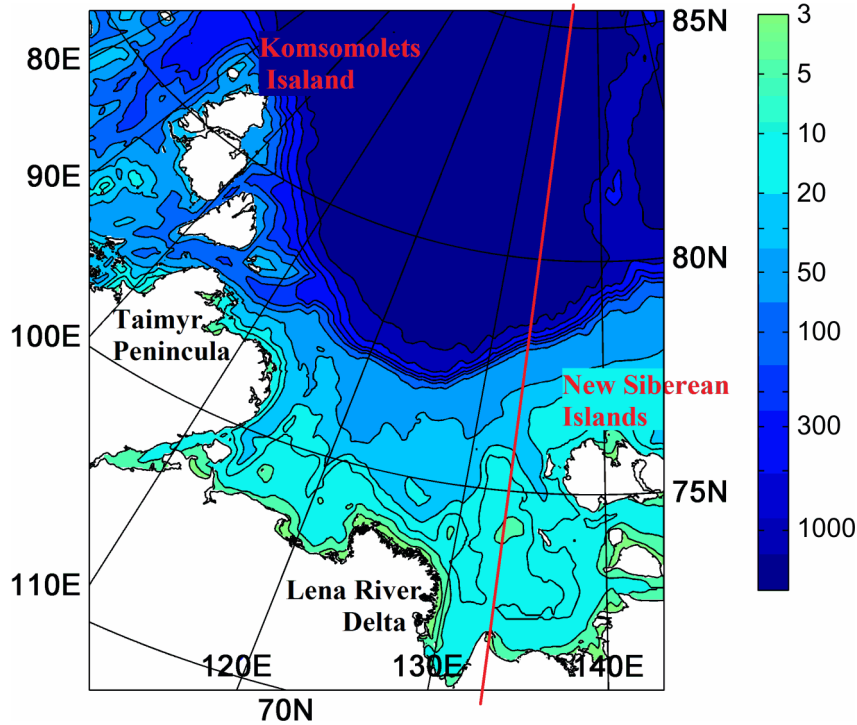 80E
90E
100E
110E
Komsomolets
Isaland
Taimyr
Penincula
New Siberean
Islands
Lena River
Delta
120E
130E
140E
70N
85N
80N
75N
3
5
10
20
50
100
300
1000